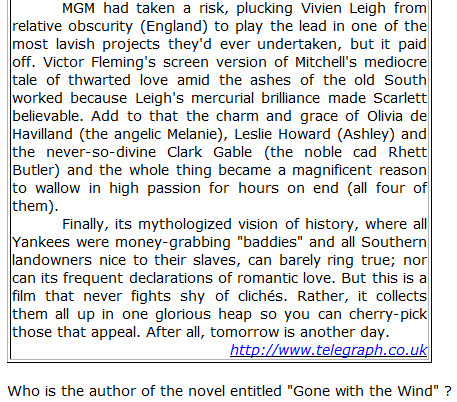 MGM had taken a risk, plucking Vivien Leigh from
relative obscurity (England) to play the lead in one of the
most lavish projects they'd ever undertaken, but it paid
off. Victor Fleming's screen version of Mitchell's mediocre
tale of thwarted love amid the ashes of the old South
worked because Leigh's mercurial brilliance made Scarlett
believable. Add to that the charm and grace of Olivia de
Havilland (the angelic Melanie), Leslie Howard (Ashley) and
the never-so-divine Clark Gable (the noble cad Rhett
Butler) and the whole thing became a magnificent reason
to wallow in high passion for hours on end (all four of
them).
Finally, its mythologized vision of history, where all
Yankees were money-grabbing "baddies" and all Southern
landowners nice to their slaves, can barely ring true; nor
can its frequent declarations of romantic love. But this is a
film that never fights shy of clichés. Rather, it collects
them all up in one glorious heap so you can cherry-pick
those that appeal. After all, tomorrow is another day.
http://www.telegraph.co.uk
Who is the author of the novel entitled "Gone with the Wind" ?